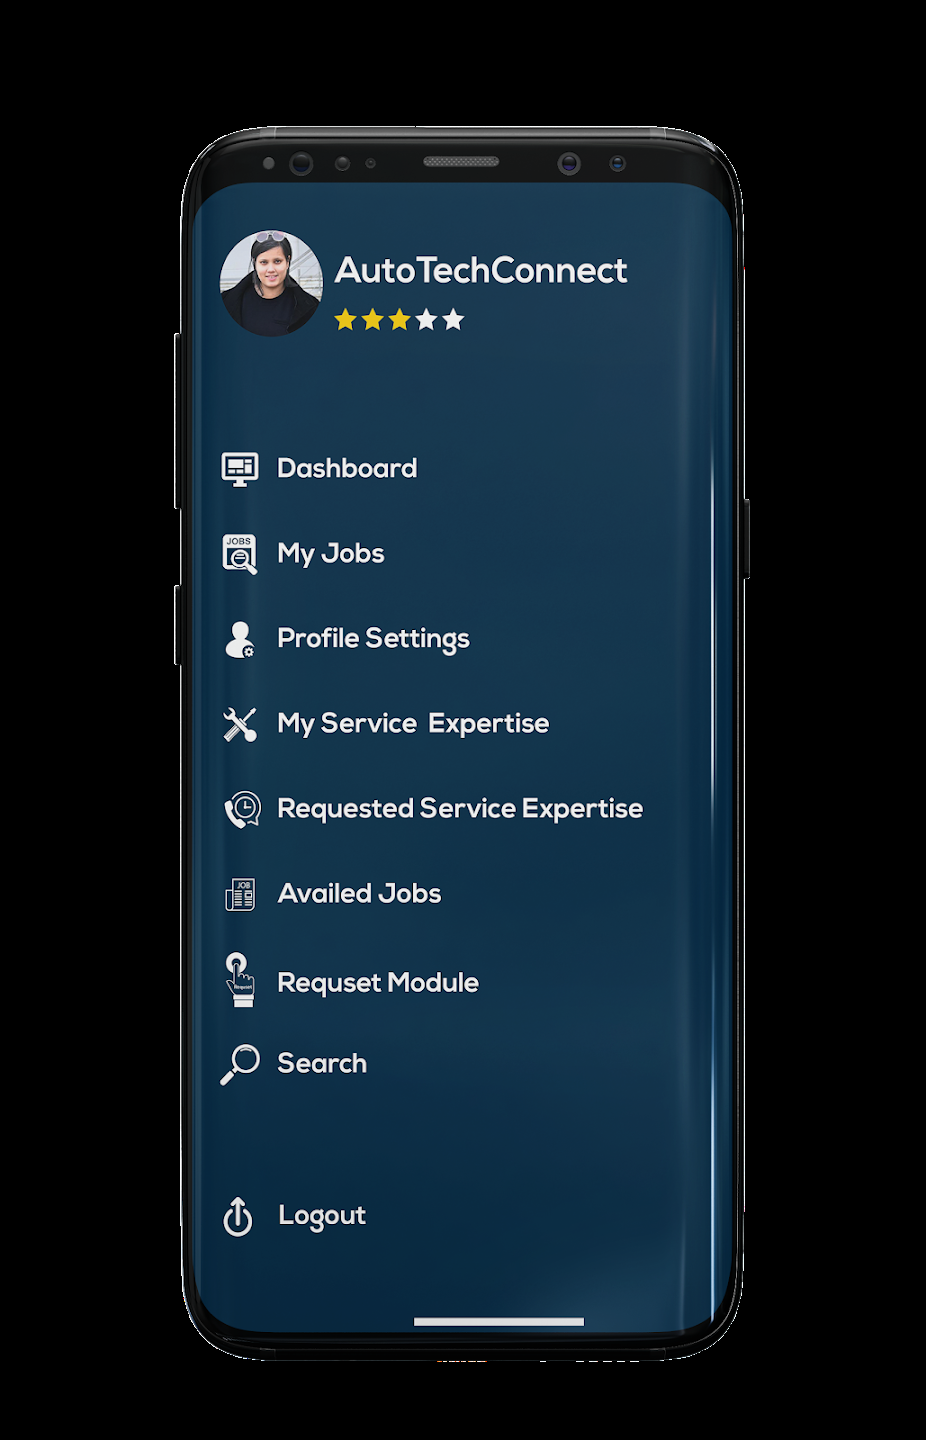 AutoTechConnect
Dashboard
JOBS
My Jobs
Profile Settings
My Service Expertise
Requested Service Expertise
JOB
Availed Jobs
Requset
Requset Module
Search
Logout